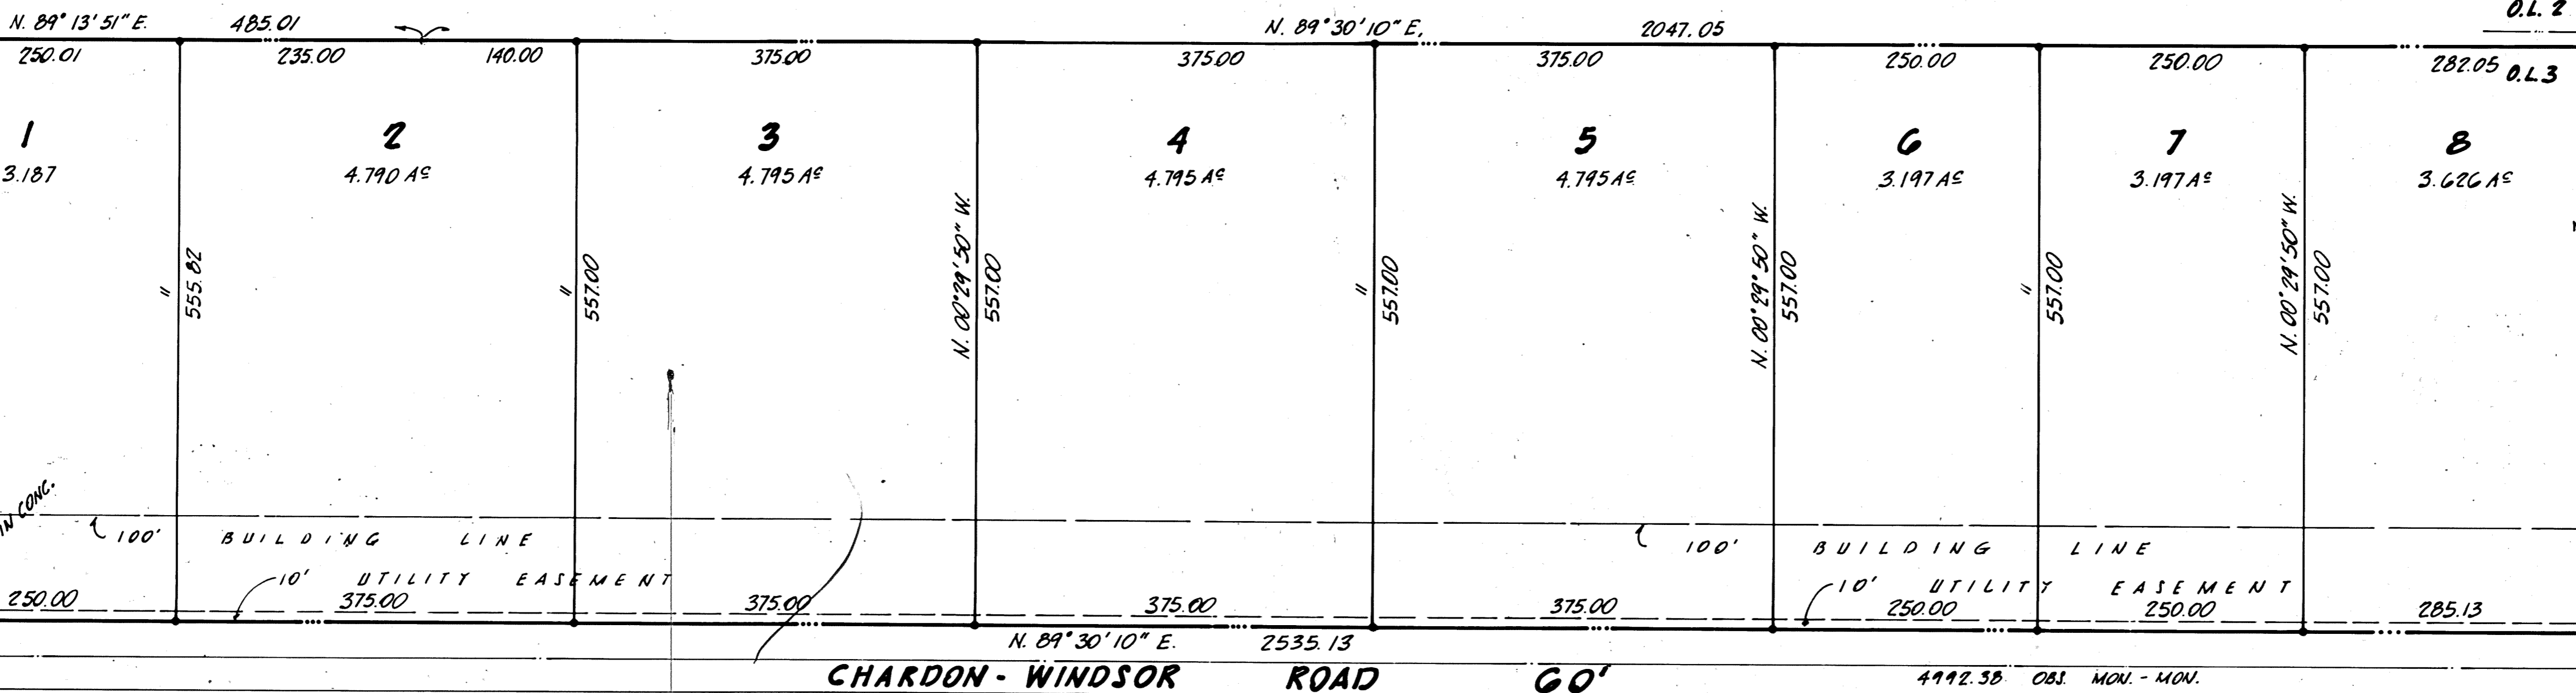 N. 89° 13' 51" E. 485.01 N. 89° 30' 10" E. 2047.05 O.L. 2
250.01 235.00 140.00 375.00 375.00 375.00 250.00 250.00 282.05 O.L.3
1 2 3 4 5 6 7 8
3.187 4.790 Ac 4.795 Ac 4.795 Ac 4.795 Ac 3.197 Ac 3.197 Ac 3.626 Ac
" 555.82
" 557.00
N. 00° 29' 50" W. 557.00
" 557.00
N. 00° 29' 50" W. 557.00
" 557.00
N. 00° 29' 50" W. 557.00
IN CONC.
100' BUILDING LINE 100' BUILDING LINE
10' UTILITY EASEMENT 10' UTILITY EASEMENT
250.00 375.00 375.00 375.00 375.00 250.00 250.00 285.13
N. 89° 30' 10" E. 2535.13
CHARDON - WINDSOR ROAD 60' 4992.38 OBS. MON. - MON.